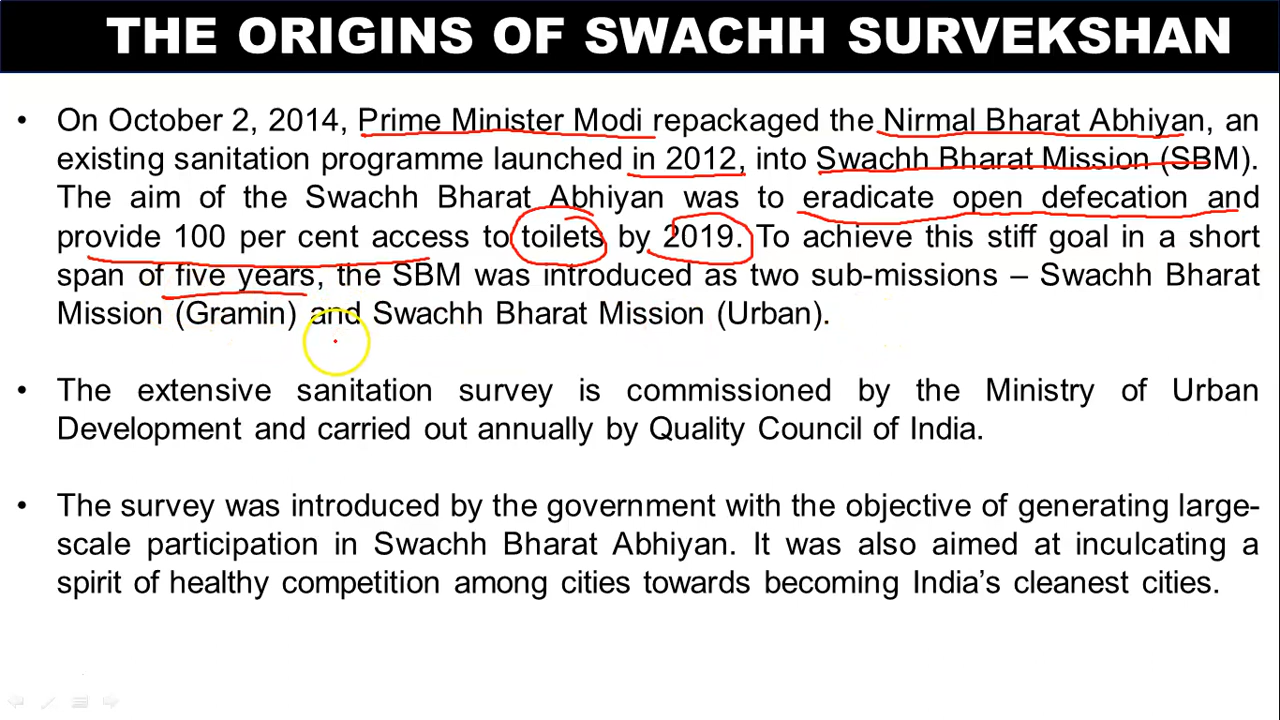 THE ORIGINS OF SWACHH SURVEKSHAN
• On October 2, 2014, Prime Minister Modi repackaged the Nirmal Bharat Abhiyan, an
existing sanitation programme launched in 2012, into Swachh Bharat Mission (SBM).
The aim of the Swachh Bharat Abhiyan was to eradicate open defecation and
provide 100 per cent access to toilets by 2019. To achieve this stiff goal in a short
span of five years, the SBM was introduced as two sub-missions – Swachh Bharat
Mission (Gramin) and Swachh Bharat Mission (Urban).
• The extensive sanitation survey is commissioned by the Ministry of Urban
Development and carried out annually by Quality Council of India.
• The survey was introduced by the government with the objective of generating large-
scale participation in Swachh Bharat Abhiyan. It was also aimed at inculcating a
spirit of healthy competition among cities towards becoming India’s cleanest cities.